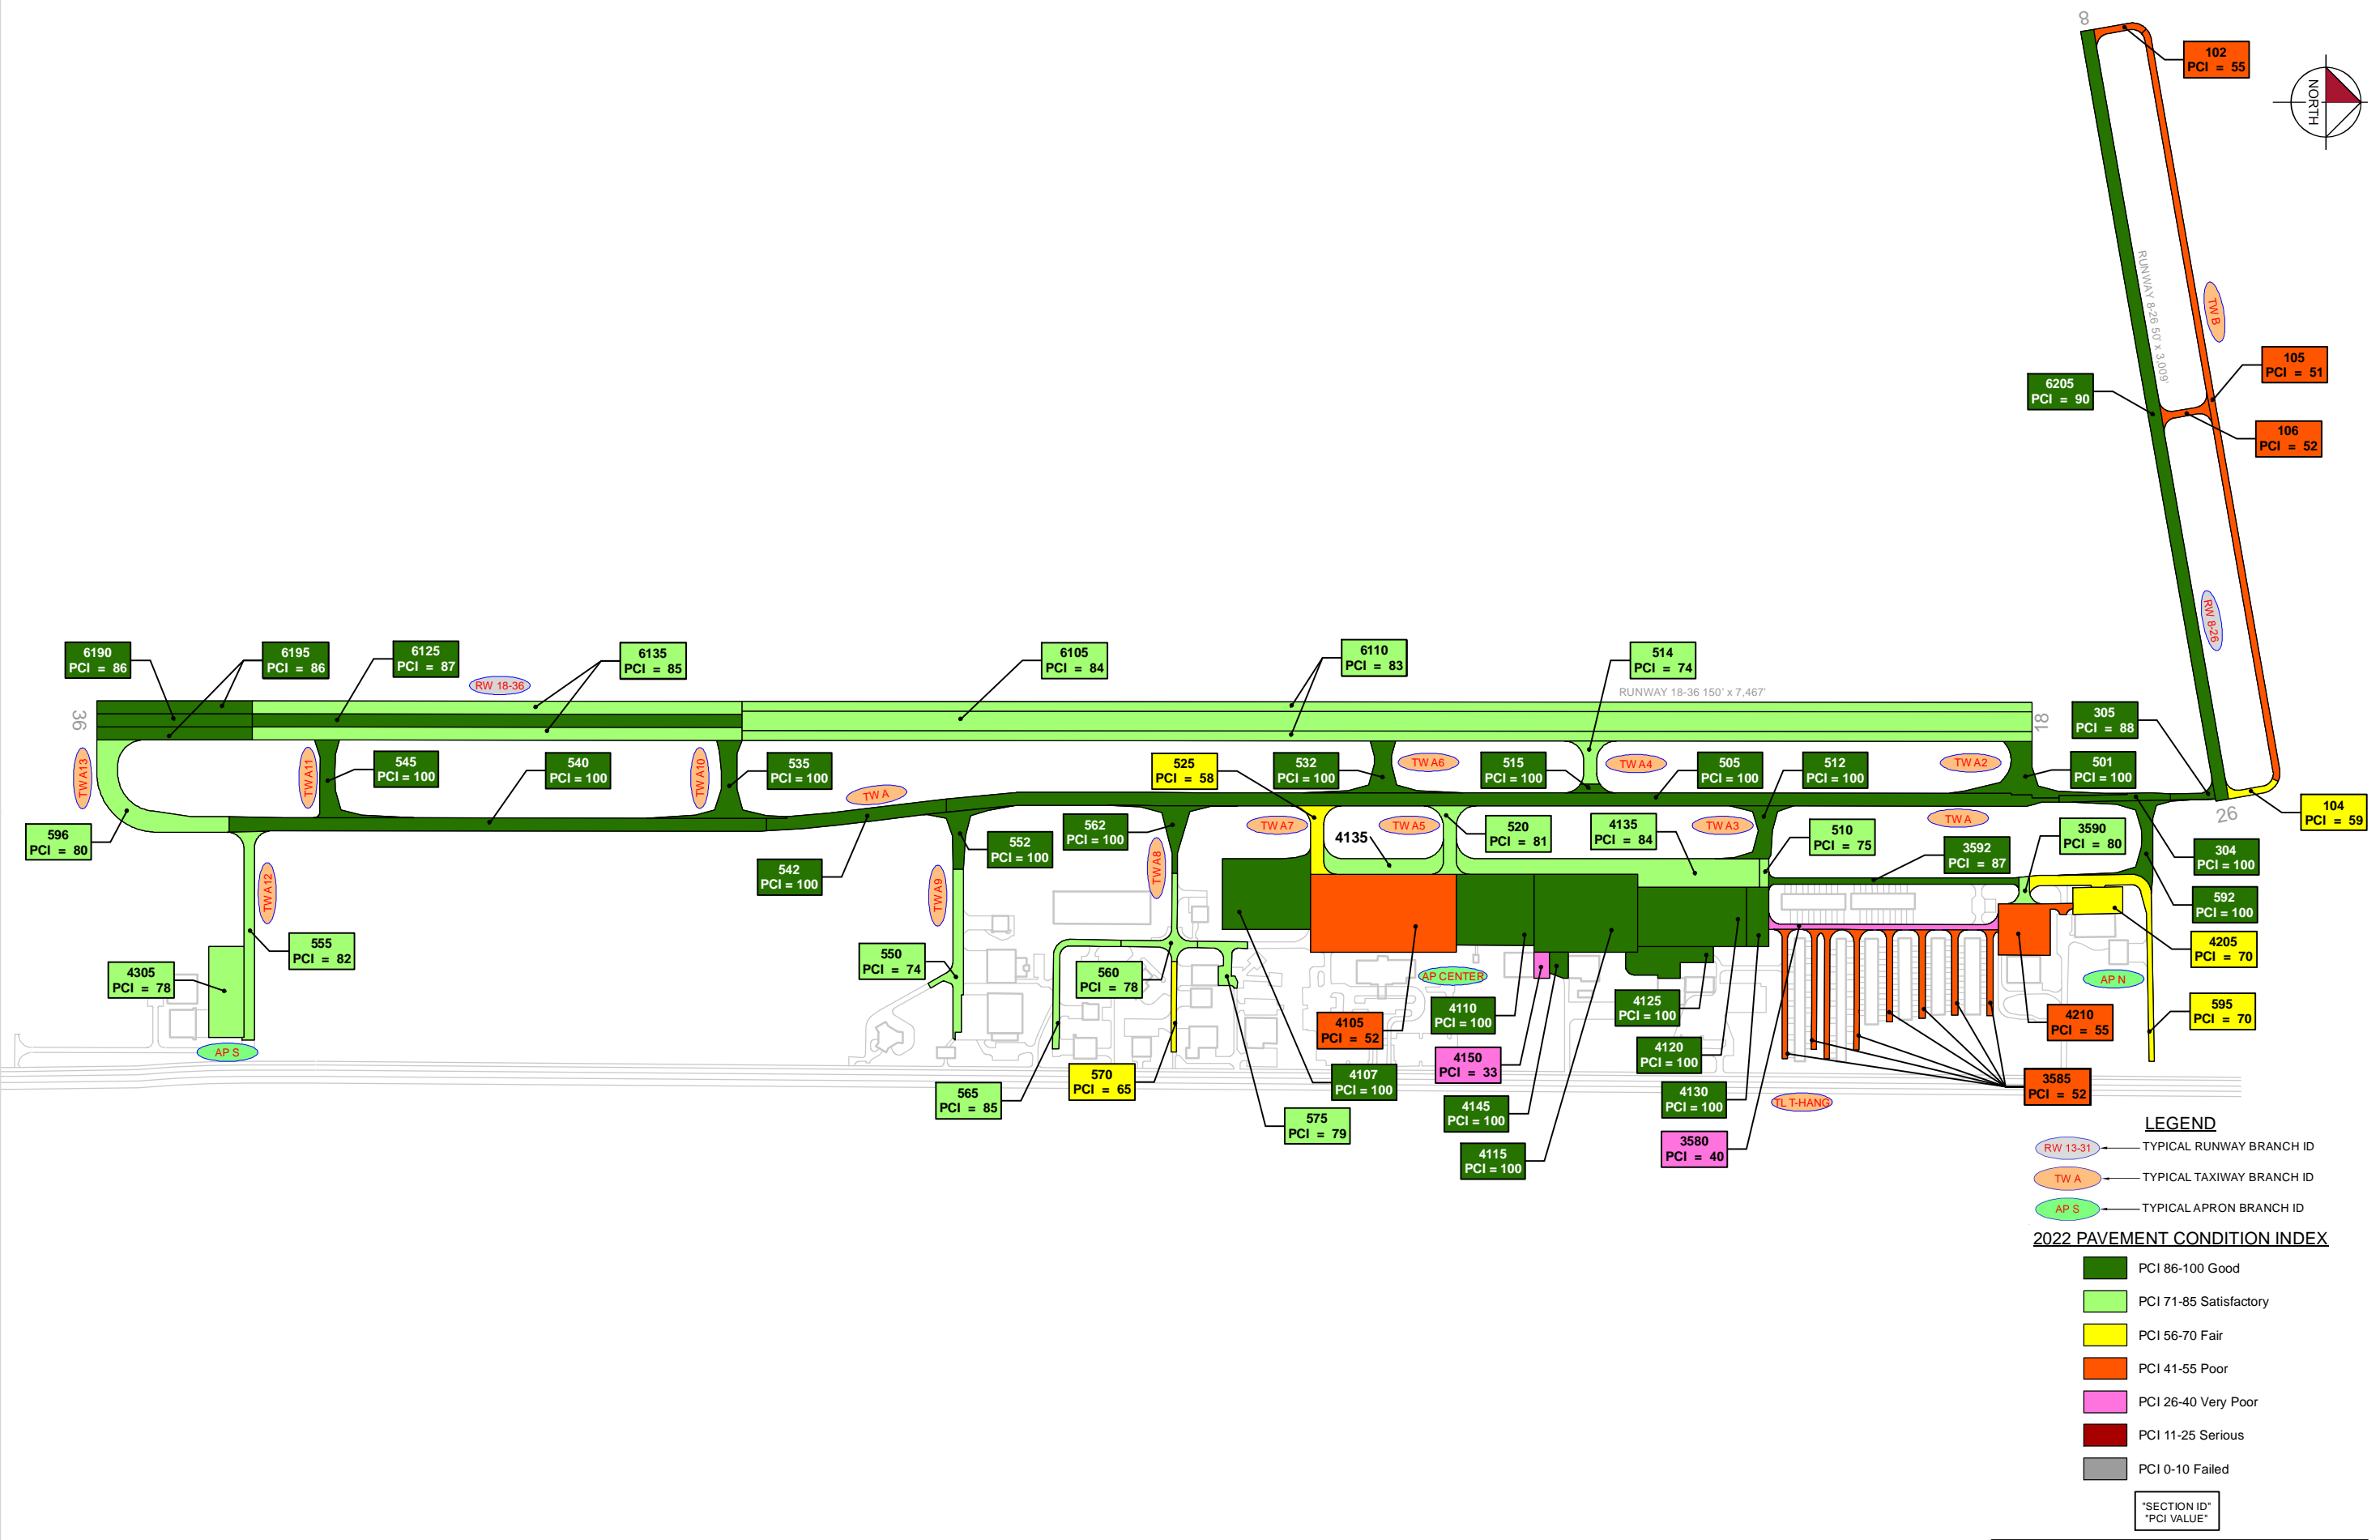 8
102
PCI = 55
NORTH
RUNWAY 8-26 50' x 3,009'
TW B
105
PCI = 51
6205
PCI = 90
106
PCI = 52
RW 8-26
6190
PCI = 86
6195
PCI = 86
6125
PCI = 87
6135
PCI = 85
6105
PCI = 84
6110
PCI = 83
514
PCI = 74
RW 18-36
RUNWAY 18-36 150' x 7,467'
36
18
305
PCI = 88
TW A13
TW A11
545
PCI = 100
540
PCI = 100
TW A10
535
PCI = 100
TW A
525
PCI = 58
532
PCI = 100
TW A6
515
PCI = 100
TW A4
505
PCI = 100
512
PCI = 100
TW A2
501
PCI = 100
104
PCI = 59
26
596
PCI = 80
562
PCI = 100
552
PCI = 100
542
PCI = 100
TW A8
TW A7
4135
TW A5
520
PCI = 81
4135
PCI = 84
TW A3
510
PCI = 75
TW A
3592
PCI = 87
3590
PCI = 80
304
PCI = 100
TW A12
TW A9
592
PCI = 100
555
PCI = 82
4305
PCI = 78
550
PCI = 74
560
PCI = 78
AP CENTER
4205
PCI = 70
AP N
AP S
4105
PCI = 52
4110
PCI = 100
4125
PCI = 100
4210
PCI = 55
595
PCI = 70
4150
PCI = 33
4120
PCI = 100
565
PCI = 85
570
PCI = 65
4107
PCI = 100
575
PCI = 79
4145
PCI = 100
4130
PCI = 100
TL T-HANG
3585
PCI = 52
4115
PCI = 100
3580
PCI = 40
LEGEND
RW 13-31
TYPICAL RUNWAY BRANCH ID
TW A
TYPICAL TAXIWAY BRANCH ID
AP S
TYPICAL APRON BRANCH ID
2022 PAVEMENT CONDITION INDEX
PCI 86-100 Good
PCI 71-85 Satisfactory
PCI 56-70 Fair
PCI 41-55 Poor
PCI 26-40 Very Poor
PCI 11-25 Serious
PCI 0-10 Failed
"SECTION ID"
"PCI VALUE"